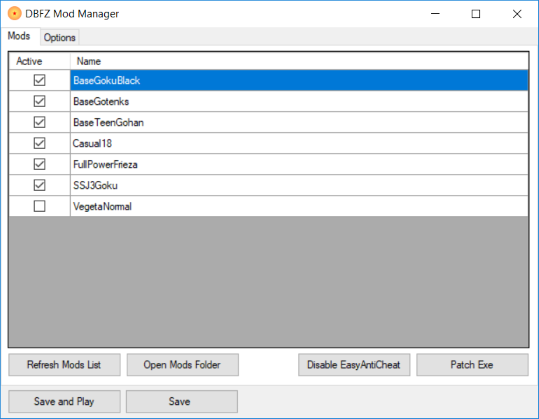 DBFZ Mod Manager
Mods Options
Active Name
BaseGokuBlack
BaseGotenks
BaseTeenGohan
Casual18
FullPowerFrieza
SSJ3Goku
VegetaNormal
Refresh Mods List Open Mods Folder Disable EasyAntiCheat Patch Exe
Save and Play Save